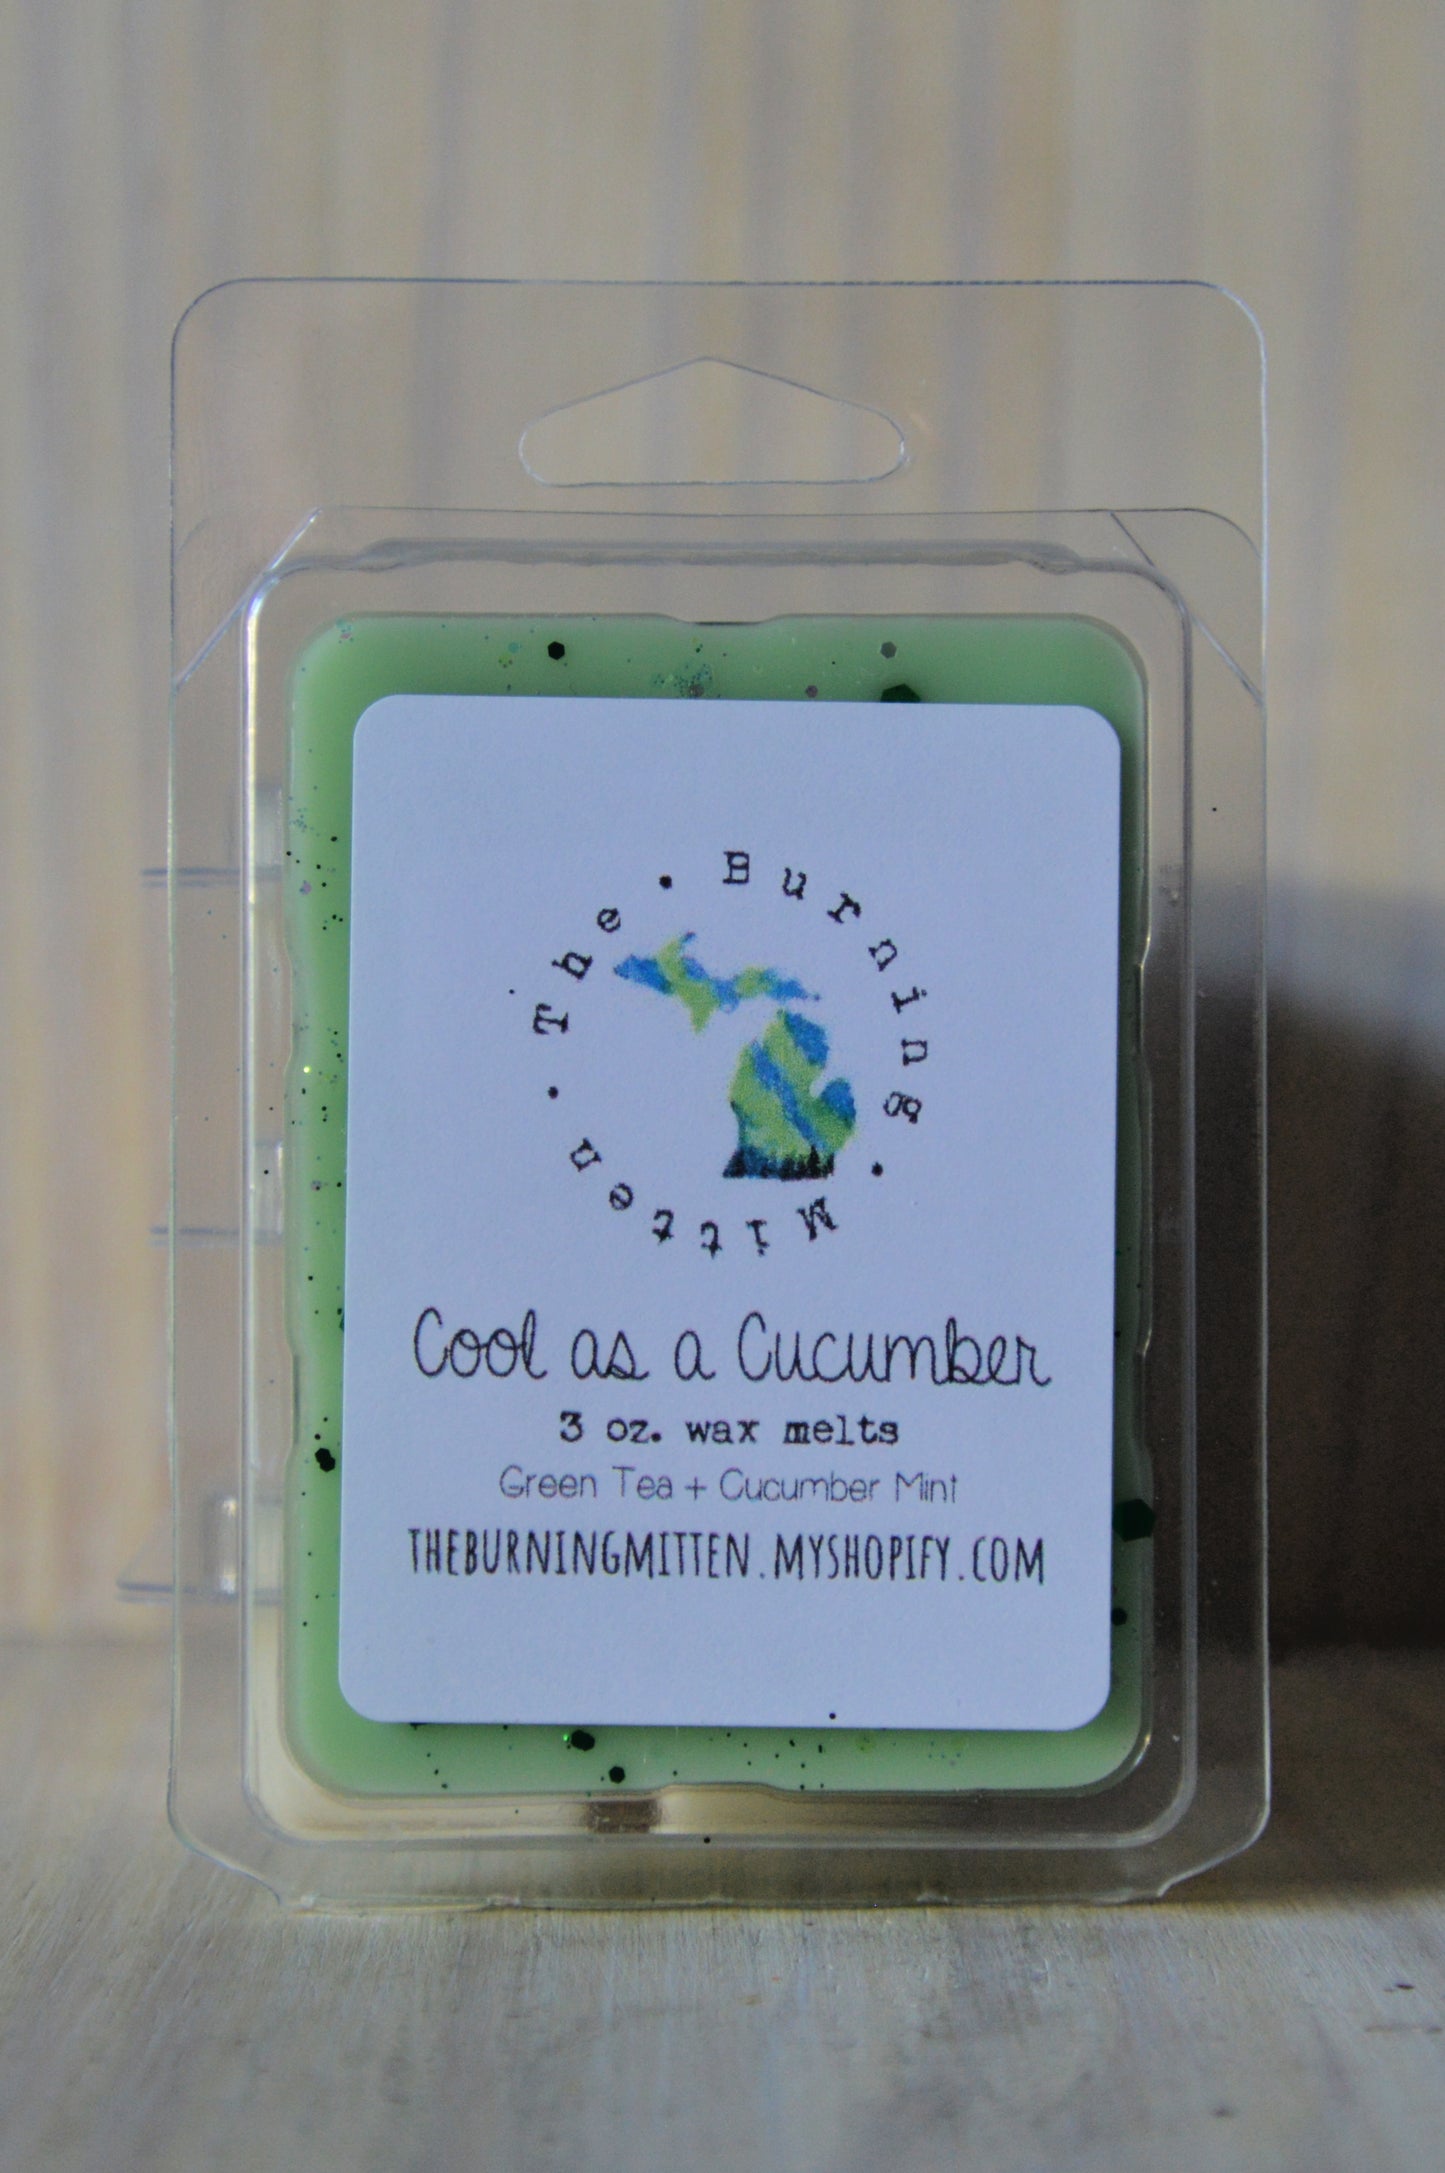 The • Burning • Mitten •
Cool as a Cucumber
3 oz. wax melts
Green Tea + Cucumber Mint
THEBURNINGMITTEN.MYSHOPIFY.COM